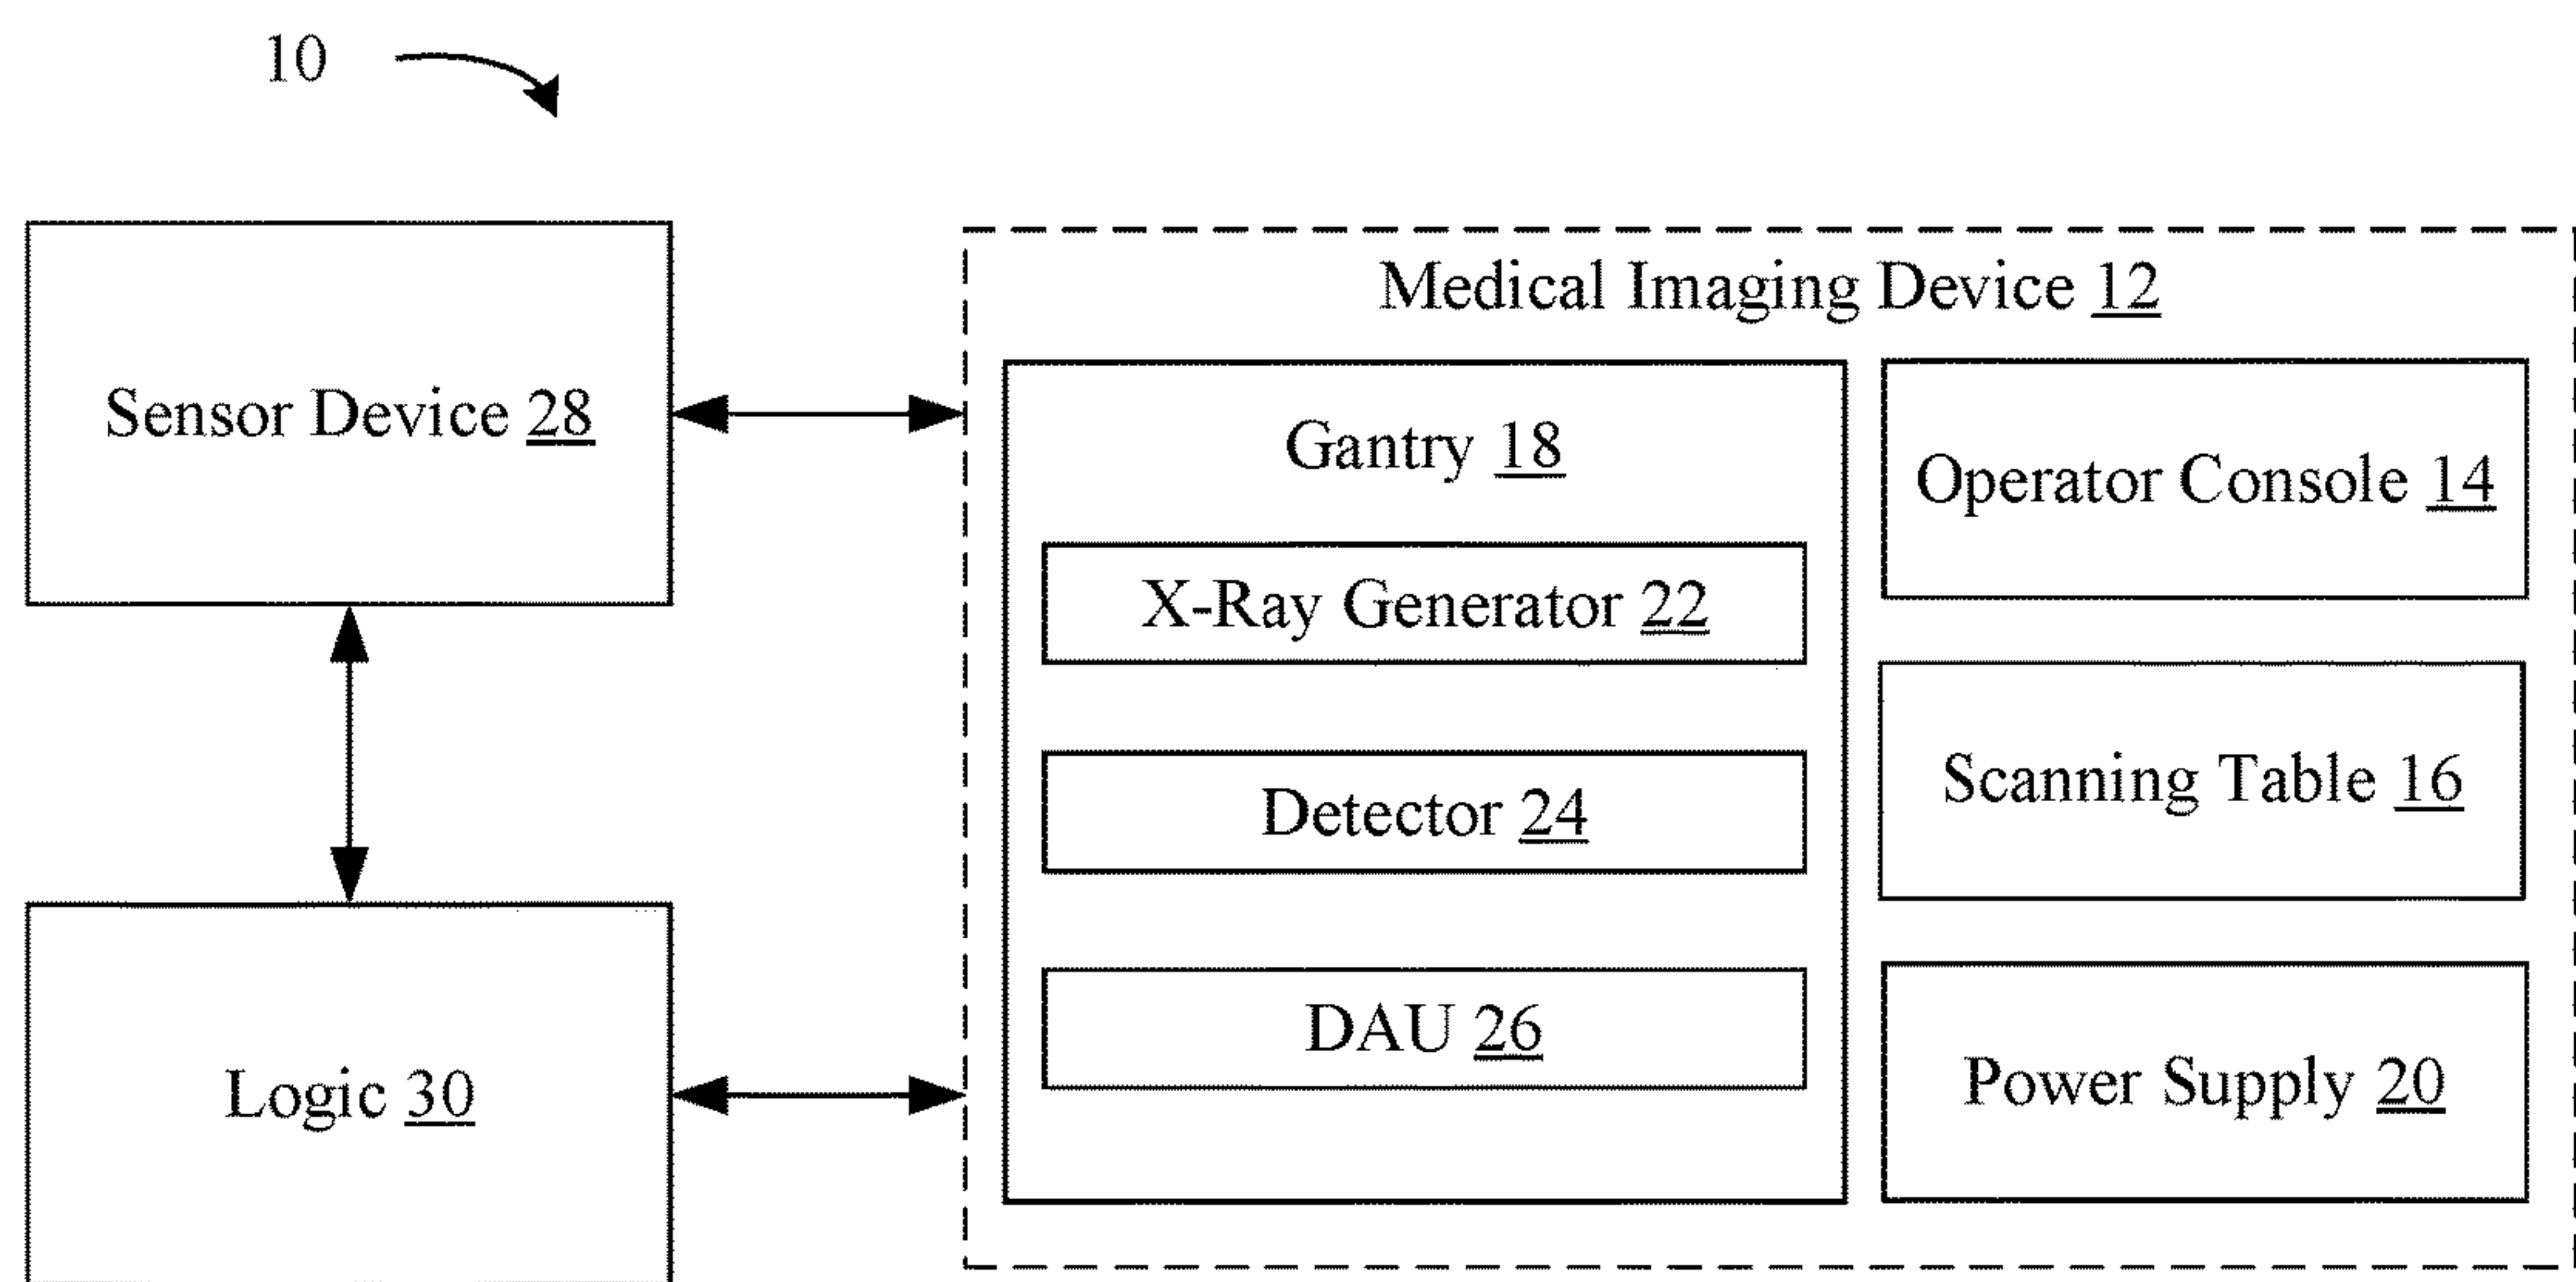 10
Medical Imaging Device 12
Sensor Device 28
Gantry 18
Operator Console 14
X-Ray Generator 22
Scanning Table 16
Detector 24
DAU 26
Logic 30
Power Supply 20